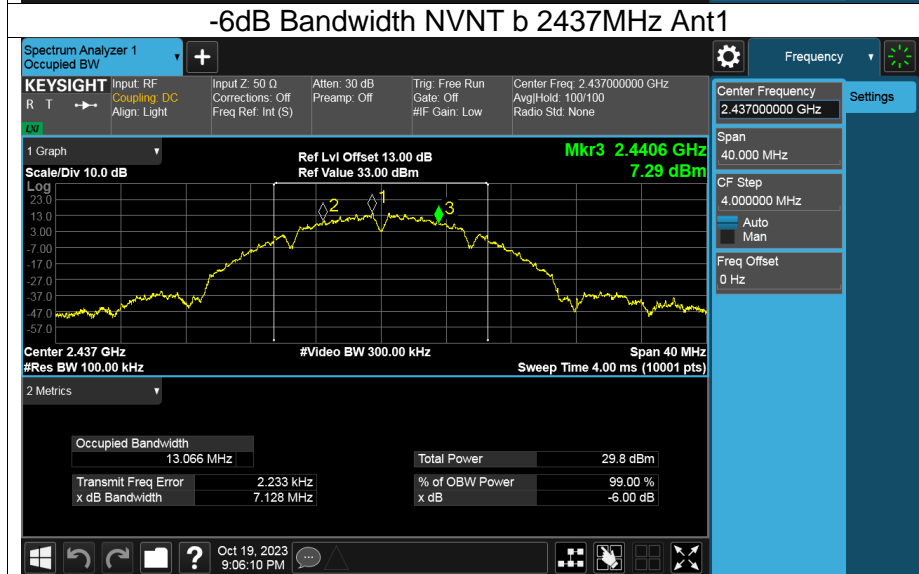 -6dB Bandwidth NVNT b 2437MHz Ant1
Spectrum Analyzer 1
Occupied BW
+
Frequency
KEYSIGHT
R T
LXI
Input: RF
Coupling: DC
Align: Light
Input Z: 50 Ω
Corrections: Off
Freq Ref: Int (S)
Atten: 30 dB
Preamp: Off
Trig: Free Run
Gate: Off
#IF Gain: Low
Center Freq: 2.437000000 GHz
Avg|Hold: 100/100
Radio Std: None
Center Frequency
2.437000000 GHz
Settings
Span
40.000 MHz
CF Step
4.000000 MHz
Auto
Man
Freq Offset
0 Hz
1 Graph
Scale/Div 10.0 dB
Ref Lvl Offset 13.00 dB
Ref Value 33.00 dBm
Mkr3 2.4406 GHz
7.29 dBm
Log
23.0
13.0
3.00
-7.00
-17.0
-27.0
-37.0
-47.0
-57.0
2
1
3
Center 2.437 GHz
#Res BW 100.00 kHz
#Video BW 300.00 kHz
Span 40 MHz
Sweep Time 4.00 ms (10001 pts)
2 Metrics
Occupied Bandwidth
13.066 MHz
Transmit Freq Error 2.233 kHz
x dB Bandwidth 7.128 MHz
Total Power 29.8 dBm
% of OBW Power 99.00 %
x dB -6.00 dB
?
Oct 19, 2023
9:06:10 PM